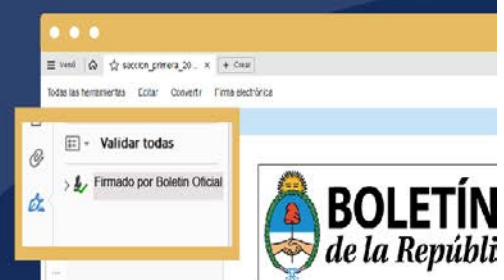 Menú
seccion_primera_20...
+ Crear
Todas las herramientas Editar Convertir Firma electrónica
Validar todas
Firmado por Boletin Oficial
BOLETÍN
de la Repúbli